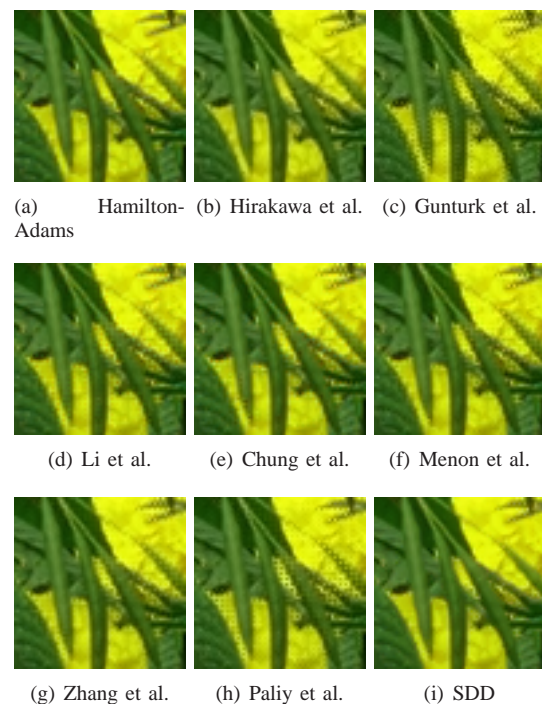 (a) Hamilton-
Adams
(b) Hirakawa et al.
(c) Gunturk et al.
(d) Li et al.
(e) Chung et al.
(f) Menon et al.
(g) Zhang et al.
(h) Paliy et al.
(i) SDD